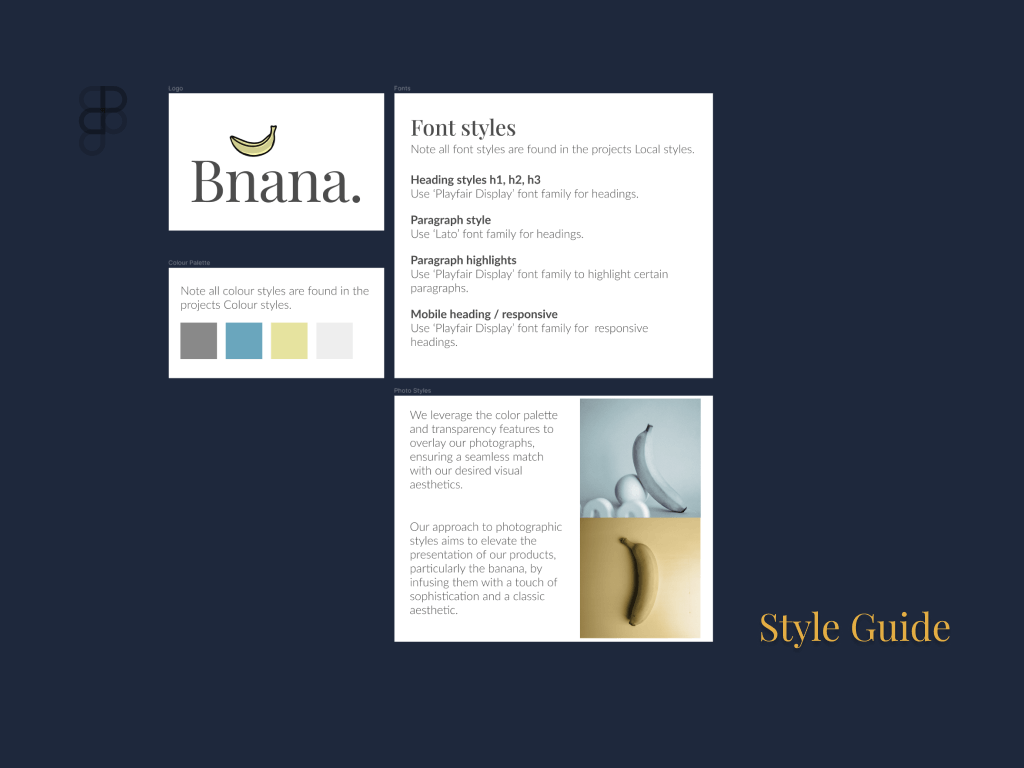 Logo
Bnana.
Colour Palette
Note all colour styles are found in the
projects Colour styles.
Fonts
Font styles
Note all font styles are found in the projects Local styles.
Heading styles h1, h2, h3
Use ‘Playfair Display’ font family for headings.
Paragraph style
Use ‘Lato’ font family for headings.
Paragraph highlights
Use ‘Playfair Display’ font family to highlight certain
paragraphs.
Mobile heading / responsive
Use ‘Playfair Display’ font family for  responsive
headings.
Photo Styles
We leverage the color palette
and transparency features to
overlay our photographs,
ensuring a seamless match
with our desired visual
aesthetics.
Our approach to photographic
styles aims to elevate the
presentation of our products,
particularly the banana, by
infusing them with a touch of
sophistication and a classic
aesthetic.
Style Guide